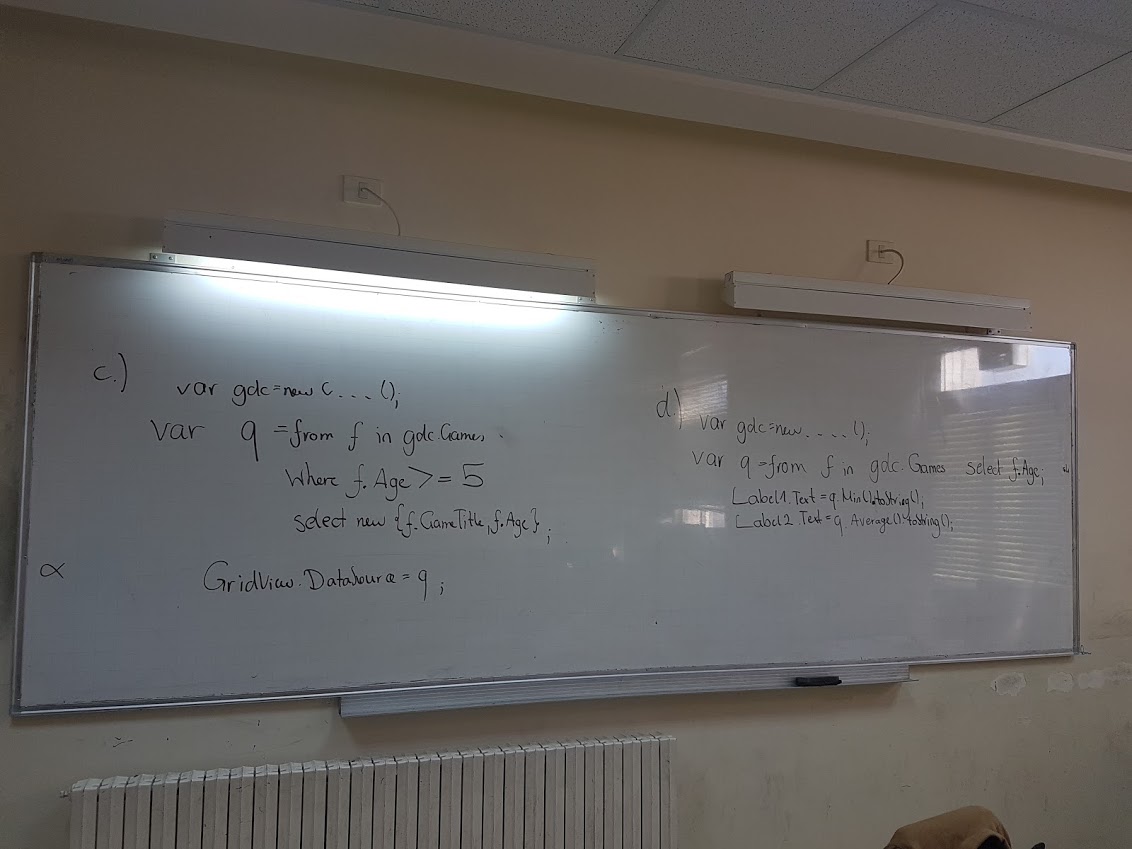 c.)
var gdc=new C....();
var q =from f in gdc.Games
Where f.Age >= 5
select new {f.GameTitle, f.Age};
α
GridView.DataSource = q;
d.)
var gdc=new.....();
var q =from f in gdc.Games select f.Age;
Label1.Text = q.Min().toString();
Label2.Text = q.Average().toString();